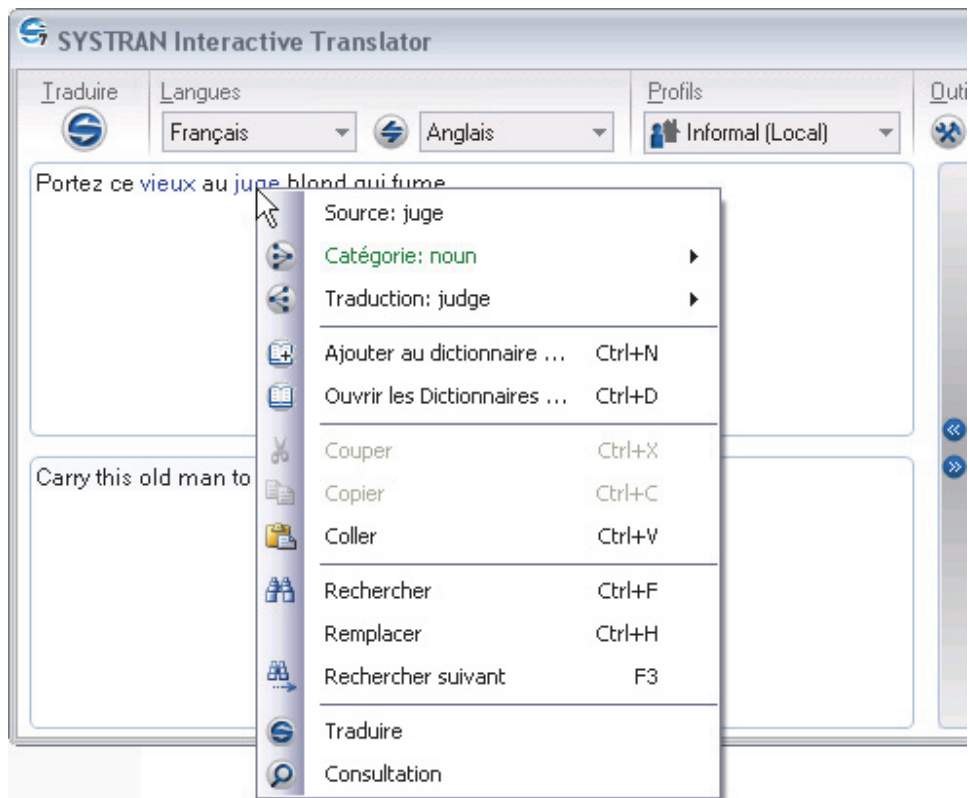 SYSTRAN Interactive Translator
Traduire Langues Profils Outi
Français Anglais Informal (Local)
Portez ce vieux au juge blond qui fume
Source: juge
Catégorie: noun
Traduction: judge
Ajouter au dictionnaire ... Ctrl+N
Ouvrir les Dictionnaires ... Ctrl+D
Couper Ctrl+X
Carry this old man to
Copier Ctrl+C
Coller Ctrl+V
Rechercher Ctrl+F
Remplacer Ctrl+H
Rechercher suivant F3
Traduire
Consultation